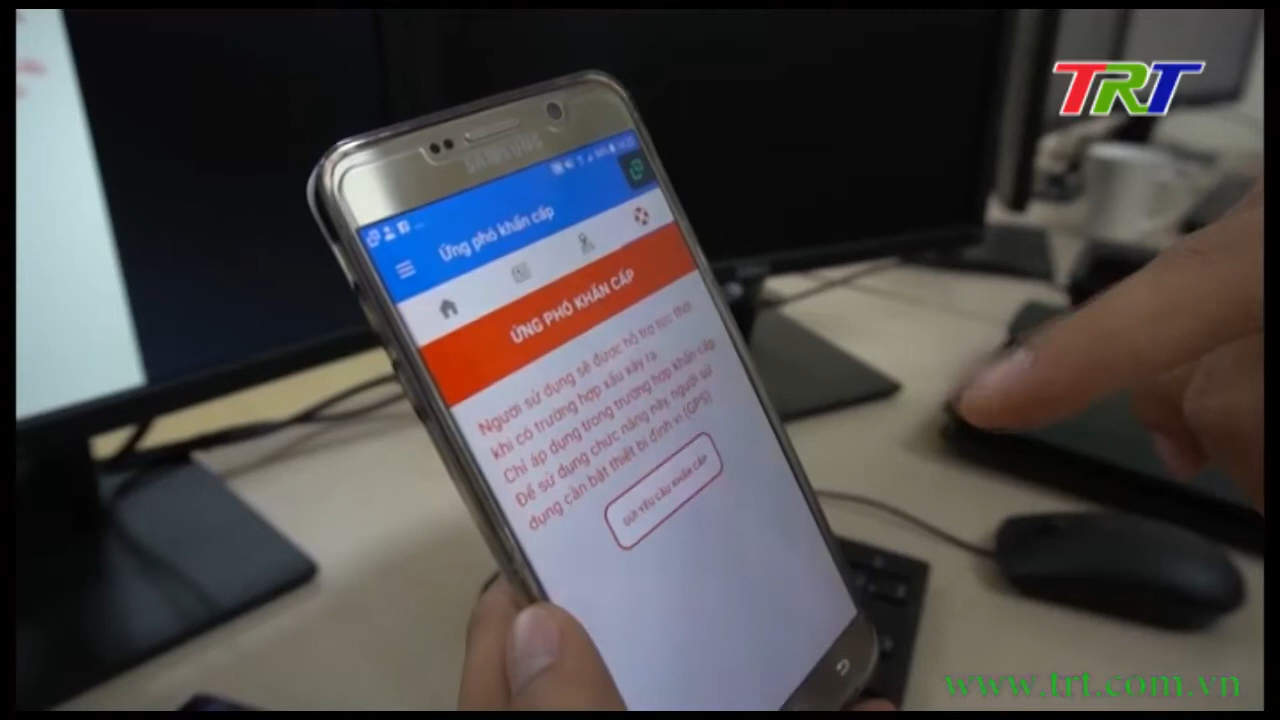 TRT
SAMSUNG
Ứng phó khẩn cấp
ỨNG PHÓ KHẨN CẤP
Người sử dụng sẽ được hỗ trợ tức thời
khi có trường hợp xấu xảy ra
Chỉ áp dụng trong trường hợp khẩn cấp
Để sử dụng chức năng này người sử
dụng cần bật thiết bị định vị (GPS)
GỬI YÊU CẦU KHẨN CẤP
www.trt.com.vn